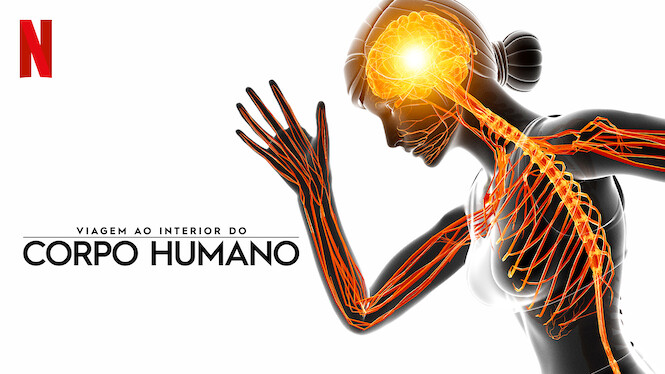 N
VIAGEM AO INTERIOR DO
CORPO HUMANO